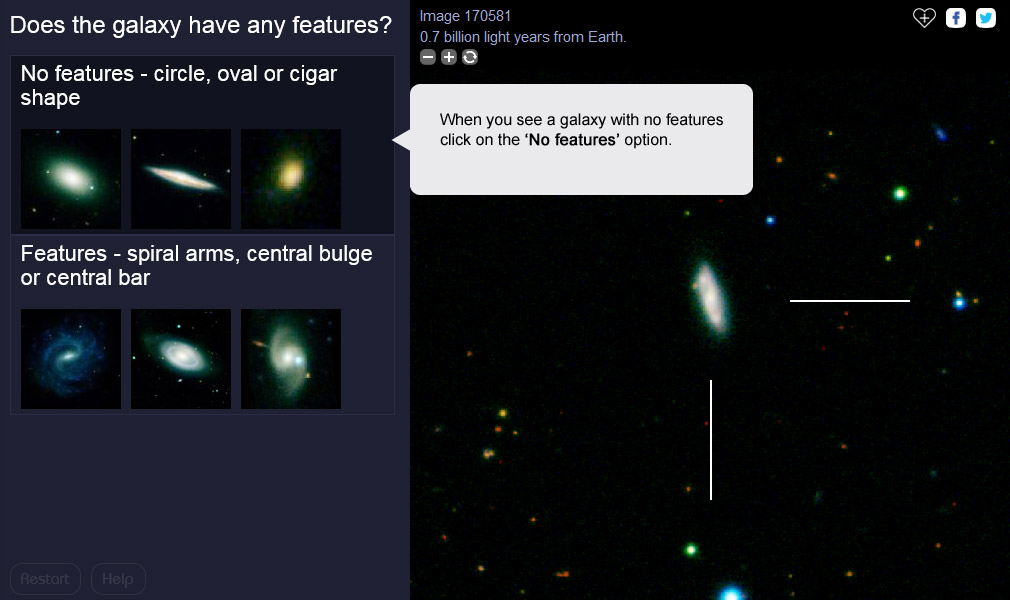 Does the galaxy have any features?
No features - circle, oval or cigar
shape
Features - spiral arms, central bulge
or central bar
Restart
Help
Image 170581
0.7 billion light years from Earth.
When you see a galaxy with no features
click on the ‘No features’ option.